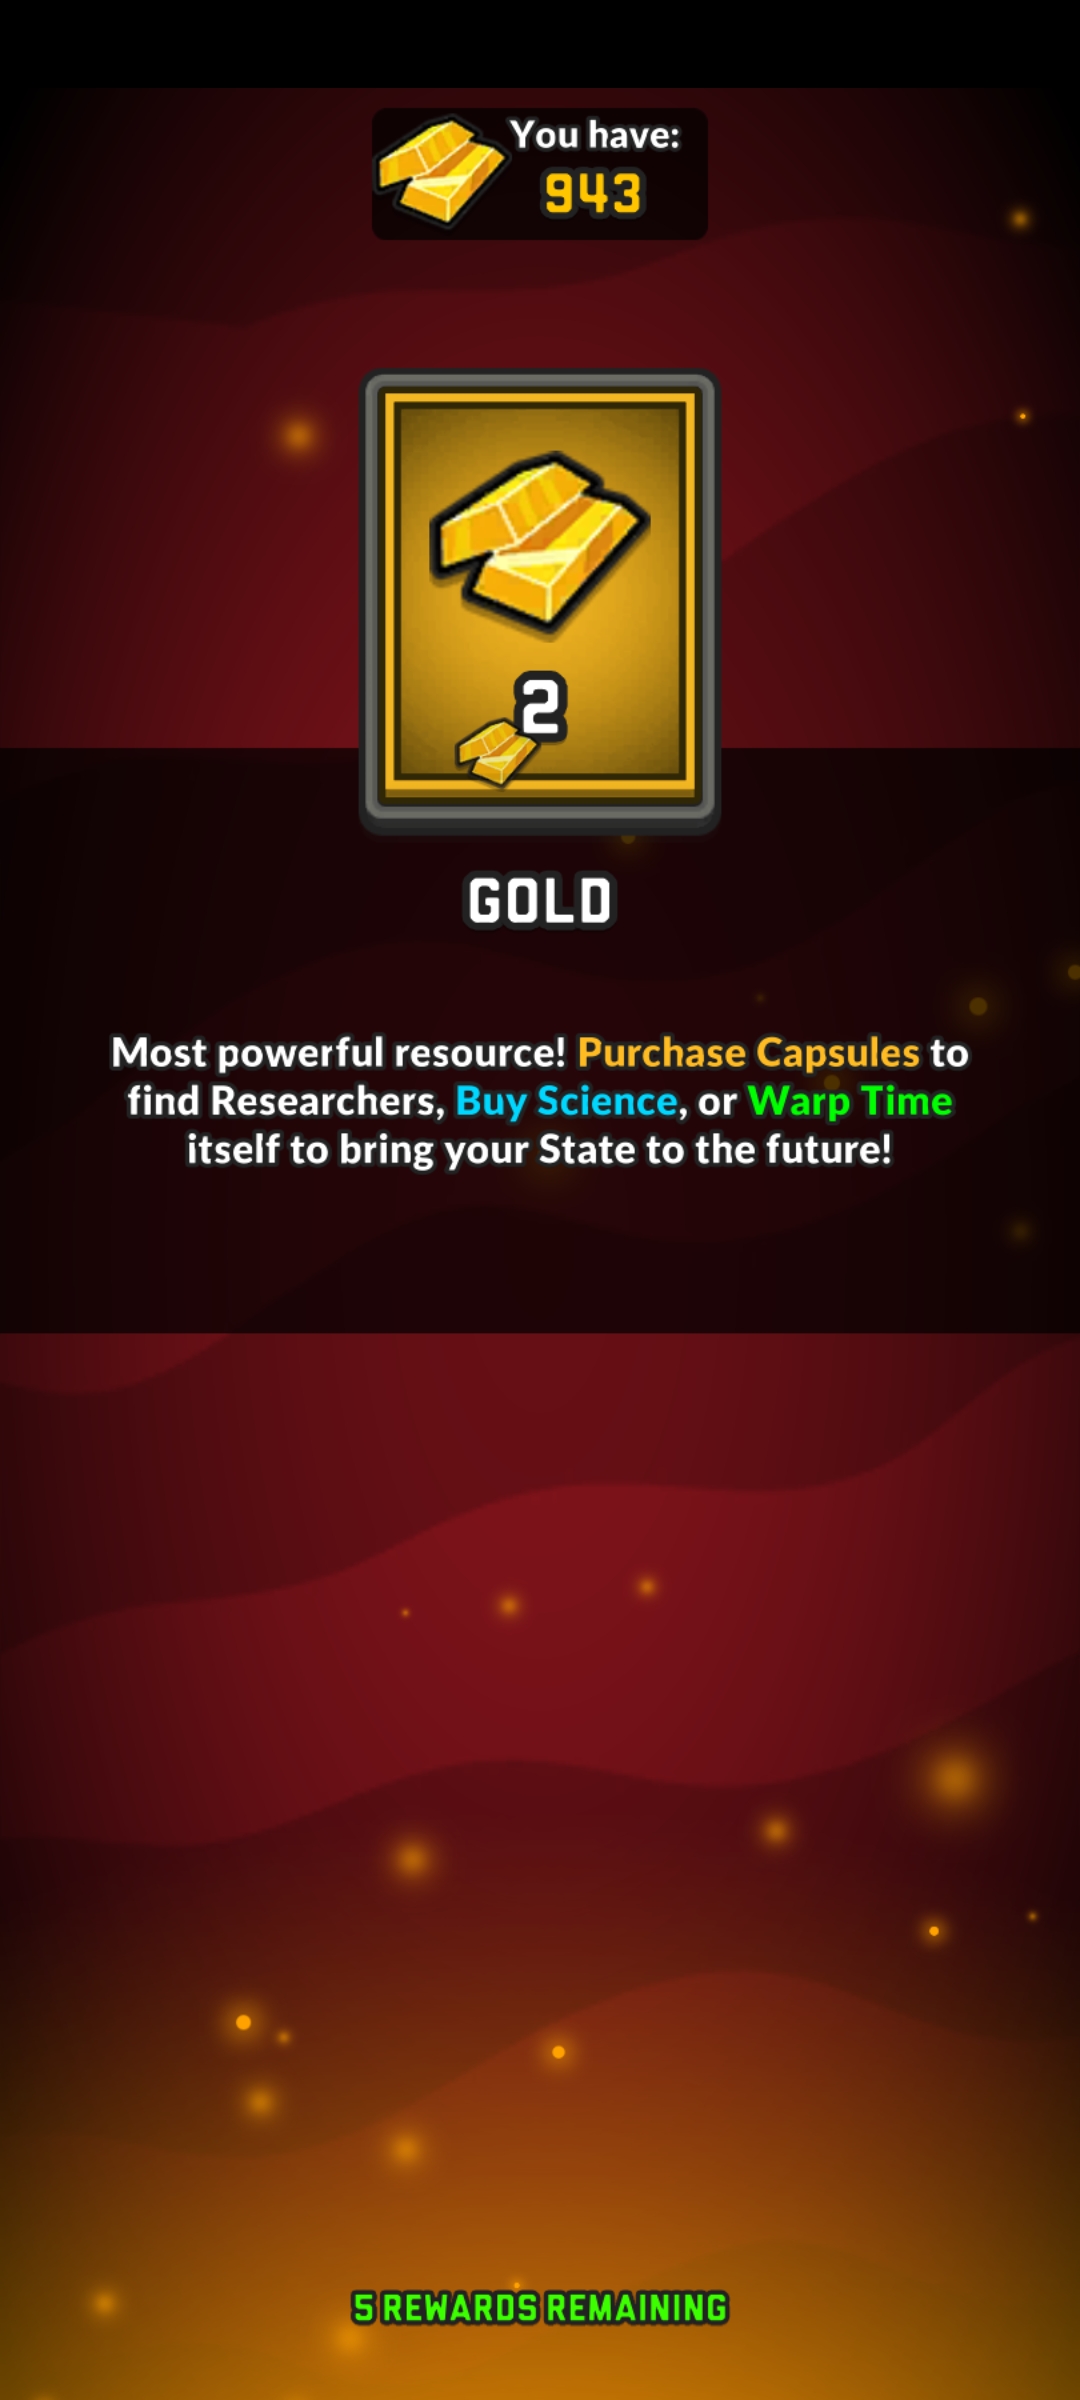 You have:
943
2
GOLD
Most powerful resource! Purchase Capsules to
find Researchers, Buy Science, or Warp Time
itself to bring your State to the future!
5 REWARDS REMAINING